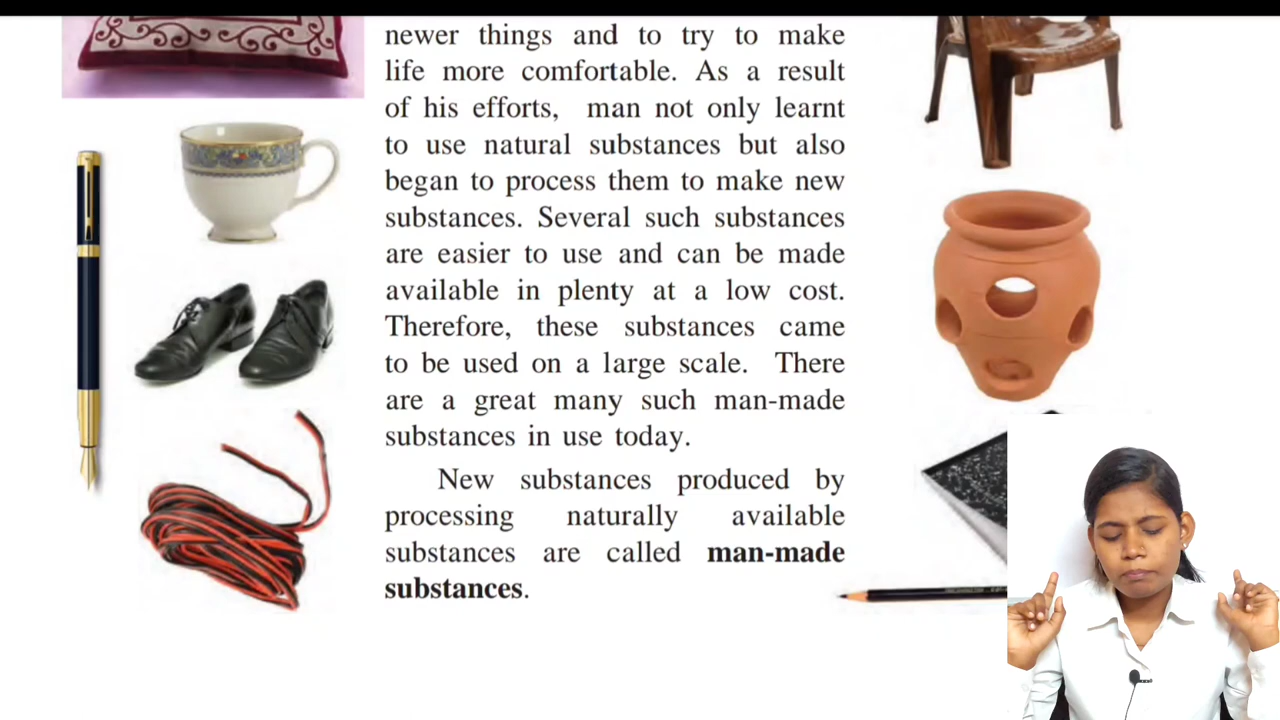 newer things and to try to make
life more comfortable. As a result
of his efforts, man not only learnt
to use natural substances but also
began to process them to make new
substances. Several such substances
are easier to use and can be made
available in plenty at a low cost.
Therefore, these substances came
to be used on a large scale. There
are a great many such man-made
substances in use today.
New substances produced by
processing naturally available
substances are called man-made
substances.